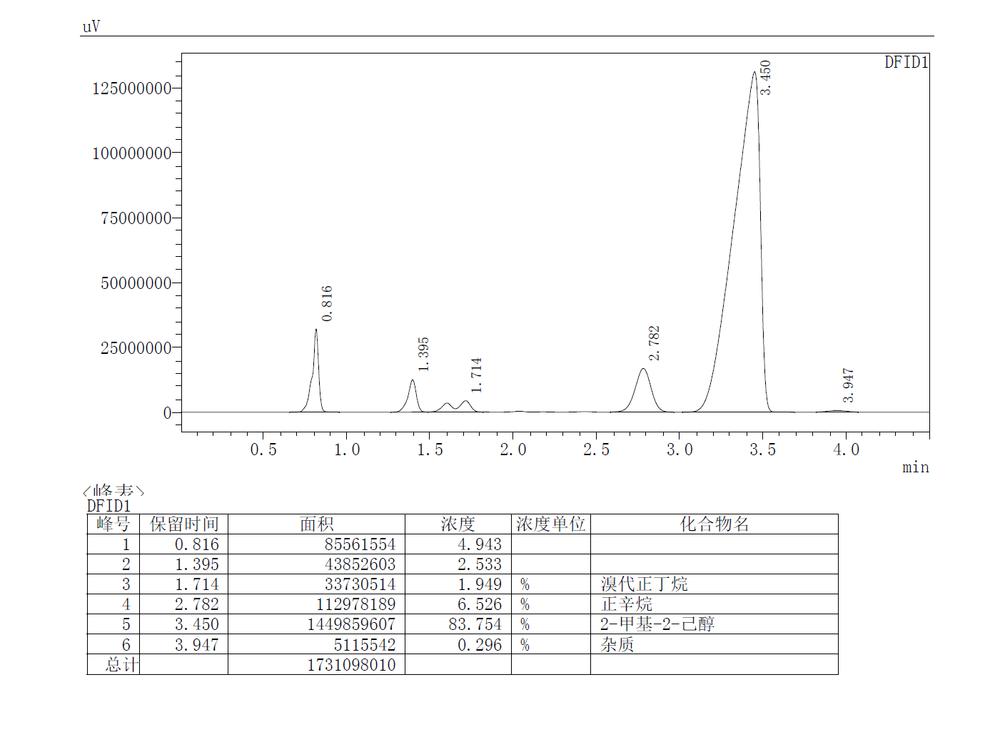 uV
DFID1
125000000
100000000
75000000
50000000
25000000
0
0.816
1.395
1.714
2.782
3.450
3.947
0.5 1.0 1.5 2.0 2.5 3.0 3.5 4.0
min
<峰表>
DFID1
峰号 保留时间 面积 浓度 浓度单位 化合物名
1 0.816 85561554 4.943
2 1.395 43852603 2.533
3 1.714 33730514 1.949 % 溴代正丁烷
4 2.782 112978189 6.526 % 正辛烷
5 3.450 1449859607 83.754 % 2-甲基-2-己醇
6 3.947 5115542 0.296 % 杂质
总计 1731098010